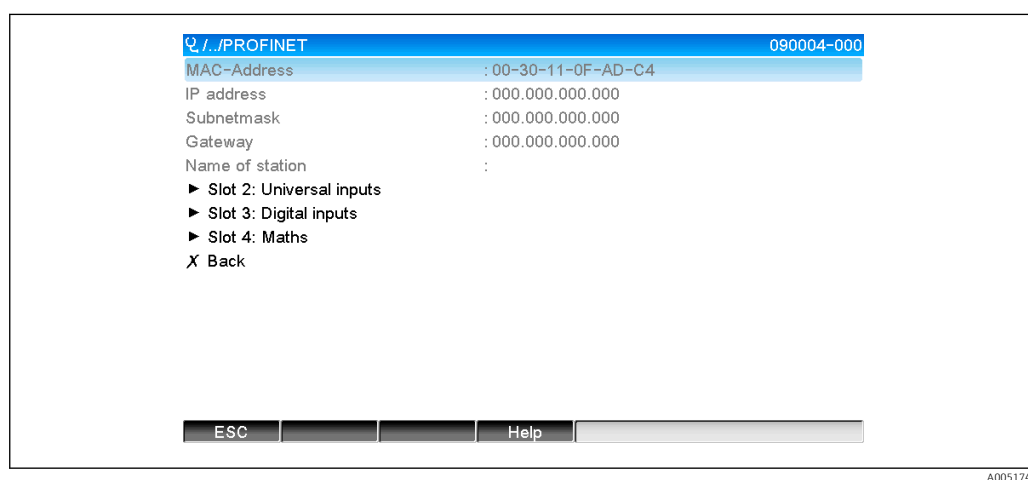 /../PROFINET 090004-000
MAC-Address : 00-30-11-0F-AD-C4
IP address : 000.000.000.000
Subnetmask : 000.000.000.000
Gateway : 000.000.000.000
Name of station :
► Slot 2: Universal inputs
► Slot 3: Digital inputs
► Slot 4: Maths
X Back
ESC Help